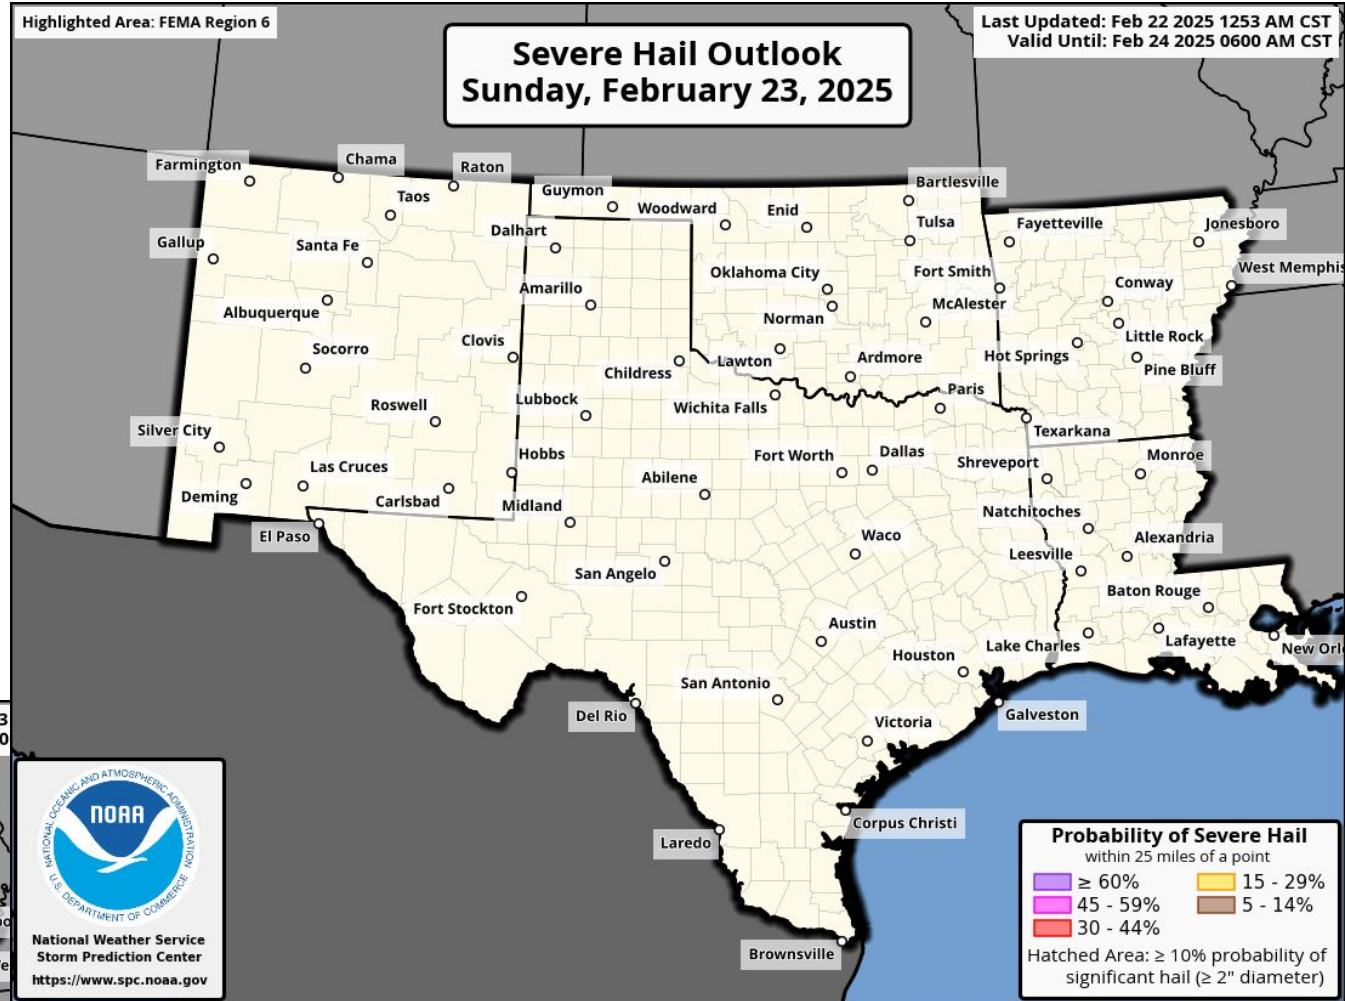 Highlighted Area: FEMA Region 6
Severe Hail Outlook
Sunday, February 23, 2025
Last Updated: Feb 22 2025 1253 AM CST
Valid Until: Feb 24 2025 0600 AM CST
Farmington
Chama
Raton
Taos
Guymon
Woodward
Enid
Bartlesville
Tulsa
Fayetteville
Jonesboro
Gallup
Santa Fe
Dalhart
Oklahoma City
Fort Smith
West Memphis
Amarillo
Conway
Albuquerque
Norman
McAlester
Socorro
Clovis
Little Rock
Childress
Lawton
Ardmore
Hot Springs
Pine Bluff
Roswell
Lubbock
Wichita Falls
Paris
Silver City
Texarkana
Las Cruces
Hobbs
Abilene
Fort Worth
Dallas
Shreveport
Monroe
Deming
Carlsbad
Midland
Natchitoches
El Paso
Waco
Alexandria
San Angelo
Leesville
Fort Stockton
Baton Rouge
Austin
Lake Charles
Lafayette
Houston
New Orl
San Antonio
Del Rio
Victoria
Galveston
Laredo
Corpus Christi
Brownsville
3
0
NATIONAL OCEANIC AND ATMOSPHERIC ADMINISTRATION
NOAA
U.S. DEPARTMENT OF COMMERCE
National Weather Service
Storm Prediction Center
https://www.spc.noaa.gov
Probability of Severe Hail
within 25 miles of a point
≥ 60%
15 - 29%
45 - 59%
5 - 14%
30 - 44%
Hatched Area: ≥ 10% probability of
significant hail (≥ 2" diameter)